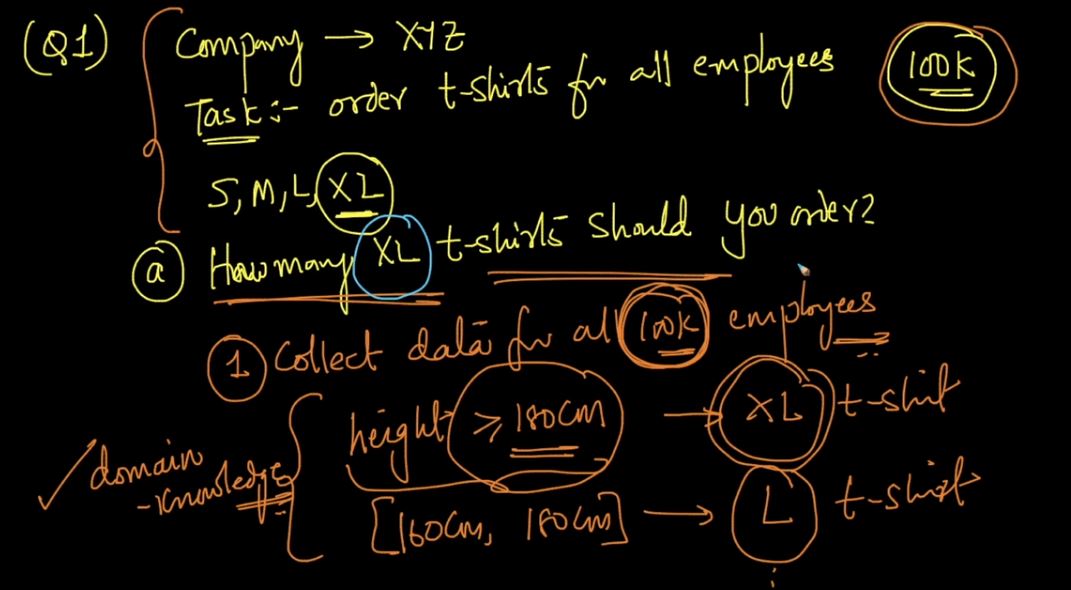 (Q1) Company → XYZ
Task:- order t-shirts for all employees 100k
S, M, L, XL
(a) How many XL t-shirts should you order?
(1) Collect data for all 100k employees
height ≥ 180cm → XL t-shirt
domain
-knowledge
[160cm, 180cm] → L t-shirt